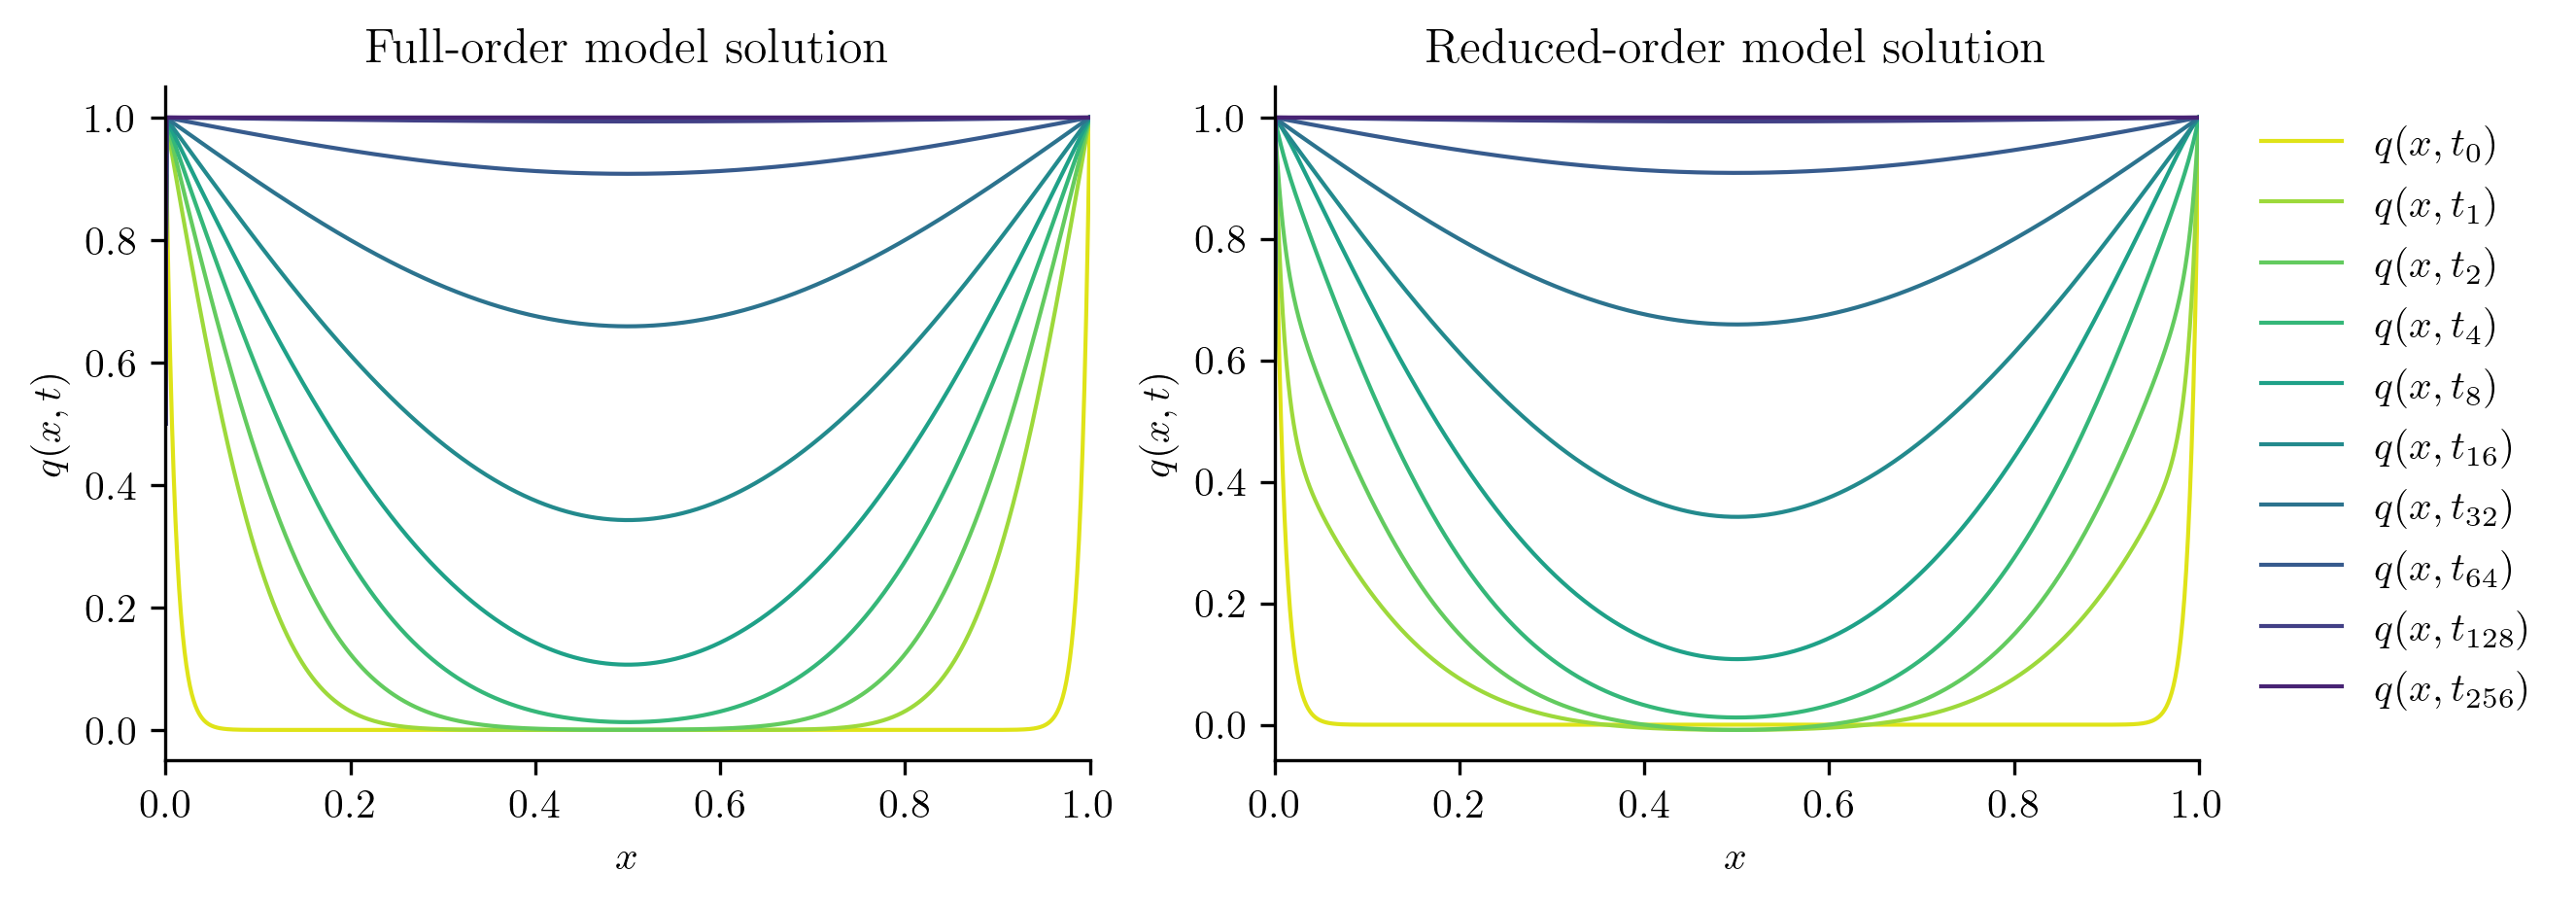 Full-order model solution
1.0
0.8
0.6
0.4
0.2
0.0
q(x, t)
0.0 0.2 0.4 0.6 0.8 1.0
x
Reduced-order model solution
1.0
0.8
0.6
0.4
0.2
0.0
q(x, t)
0.0 0.2 0.4 0.6 0.8 1.0
x
q(x, t₀)
q(x, t₁)
q(x, t₂)
q(x, t₄)
q(x, t₈)
q(x, t₁₆)
q(x, t₃₂)
q(x, t₆₄)
q(x, t₁₂₈)
q(x, t₂₅₆)